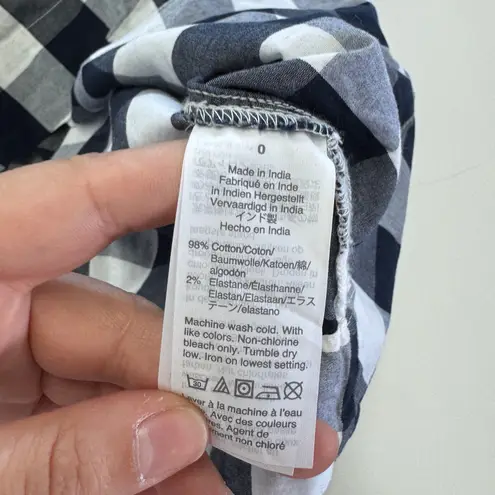 0
Made in India
Fabriqué en Inde
in Indien Hergestellt
Vervaardigd in India
インド製
Hecho en India
98% Cotton/Coton/
Baumwolle/Katoen/綿/
algodón
2% Elastane/Élasthanne/
Elastan/Elastaan/エラス
テーン/elastano
Machine wash cold. With
like colors. Non-chlorine
bleach only. Tumble dry
low. Iron on lowest setting.
30
Laver à la machine à l'eau
Avec des couleurs
Agent de
non chloré